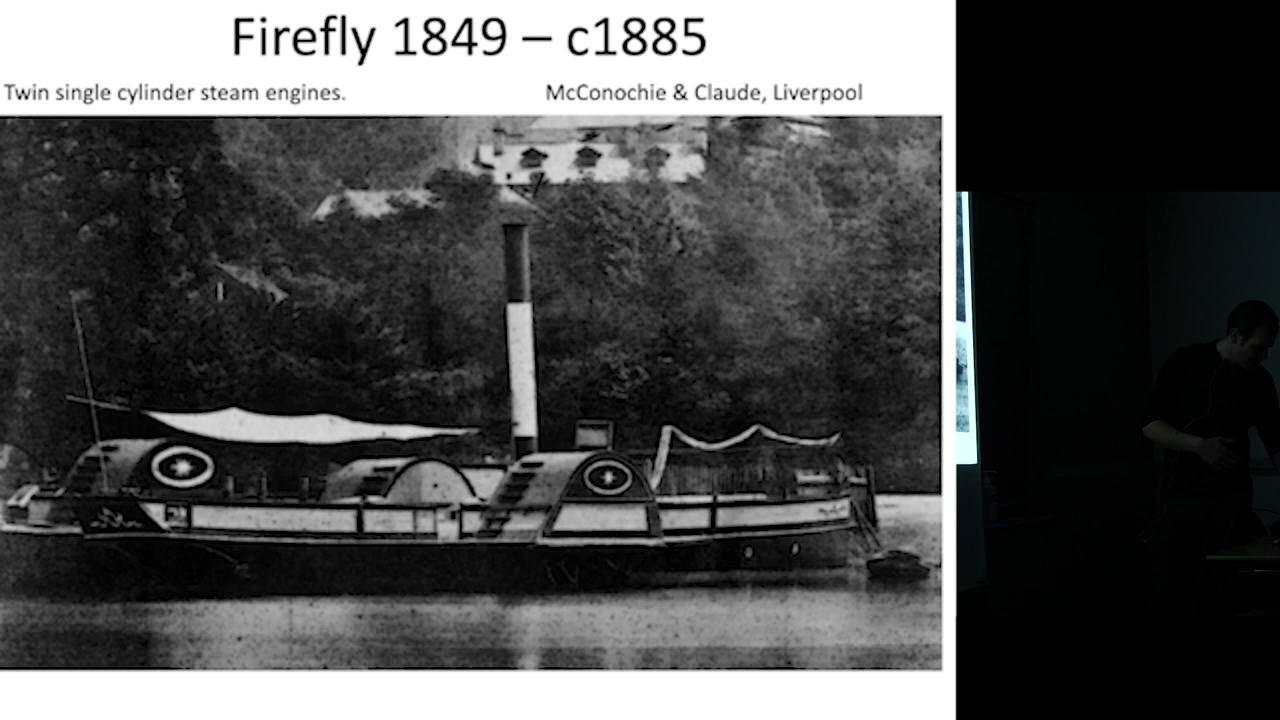 Firefly 1849 – c1885
Twin single cylinder steam engines.
McConochie & Claude, Liverpool